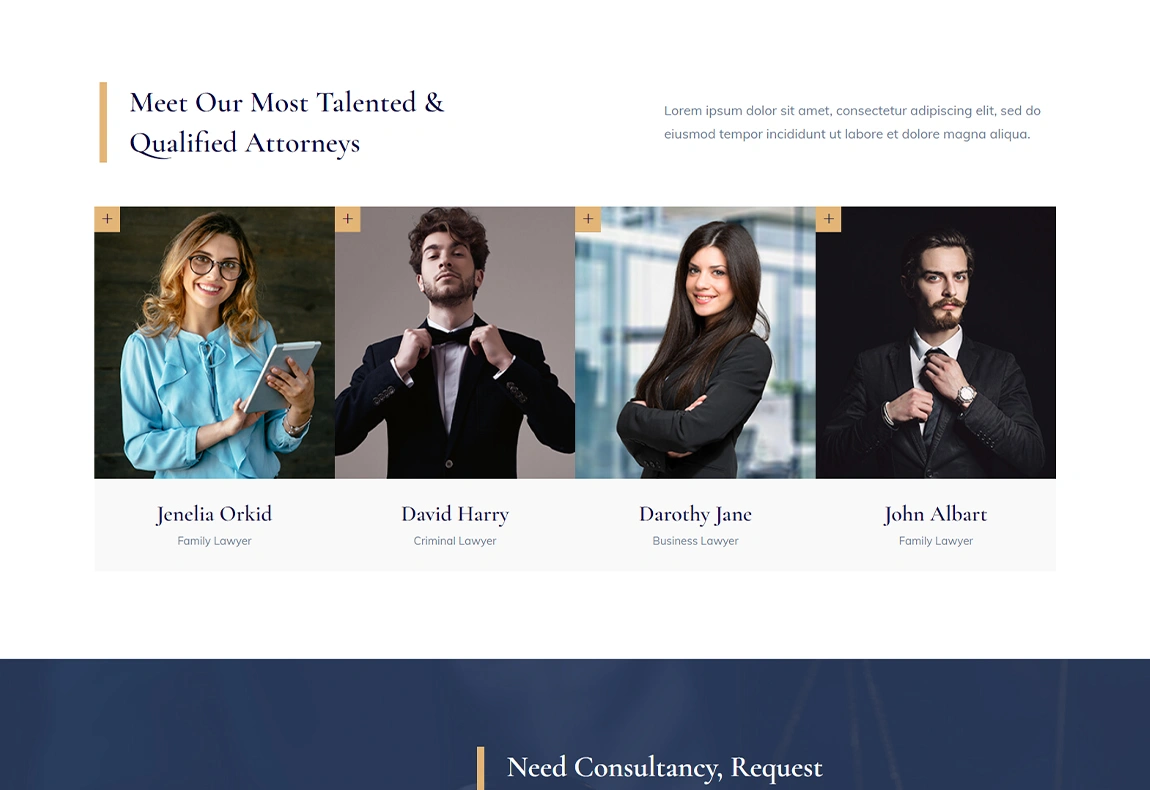 Meet Our Most Talented &
Qualified Attorneys
Lorem ipsum dolor sit amet, consectetur adipiscing elit, sed do
eiusmod tempor incididunt ut labore et dolore magna aliqua.
+ + + +
Jenelia Orkid
Family Lawyer
David Harry
Criminal Lawyer
Darothy Jane
Business Lawyer
John Albart
Family Lawyer
Need Consultancy, Request